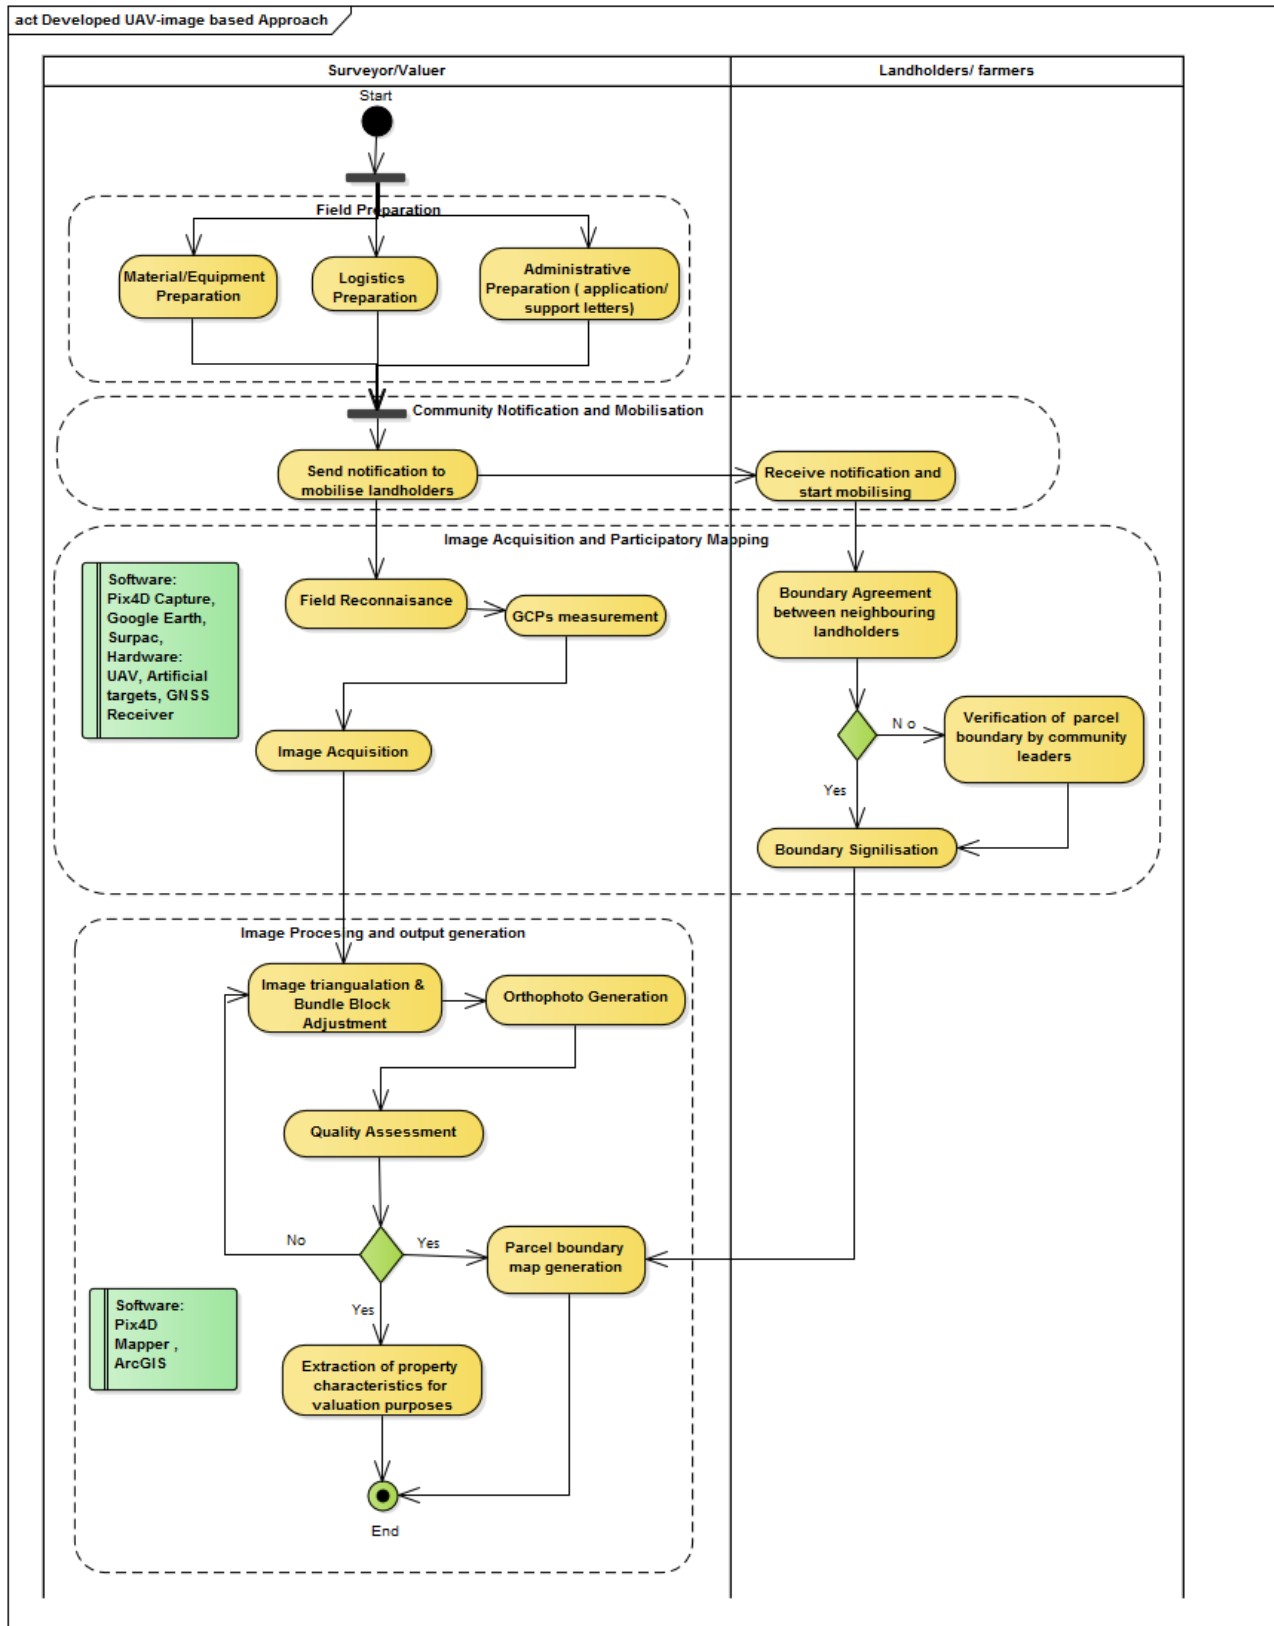 act Developed UAV-image based Approach
Surveyor/Valuer
Landholders/ farmers
Start
Field Preparation
Material/Equipment
Preparation
Logistics
Preparation
Administrative
Preparation ( application/
support letters)
Community Notification and Mobilisation
Send notification to
mobilise landholders
Receive notification and
start mobilising
Image Acquisition and Participatory Mapping
Software:
Pix4D Capture,
Google Earth,
Surpac,
Hardware:
UAV, Artificial
targets, GNSS
Receiver
Field Reconnaisance
GCPs measurement
Boundary Agreement
between neighbouring
landholders
Image Acquisition
N o
Verification of parcel
boundary by community
leaders
Yes
Boundary Signilisation
Image Procesing and output generation
Image triangualation &
Bundle Block
Adjustment
Orthophoto Generation
Quality Assessment
No
Yes
Parcel boundary
map generation
Yes
Software:
Pix4D
Mapper ,
ArcGIS
Extraction of property
characteristics for
valuation purposes
End